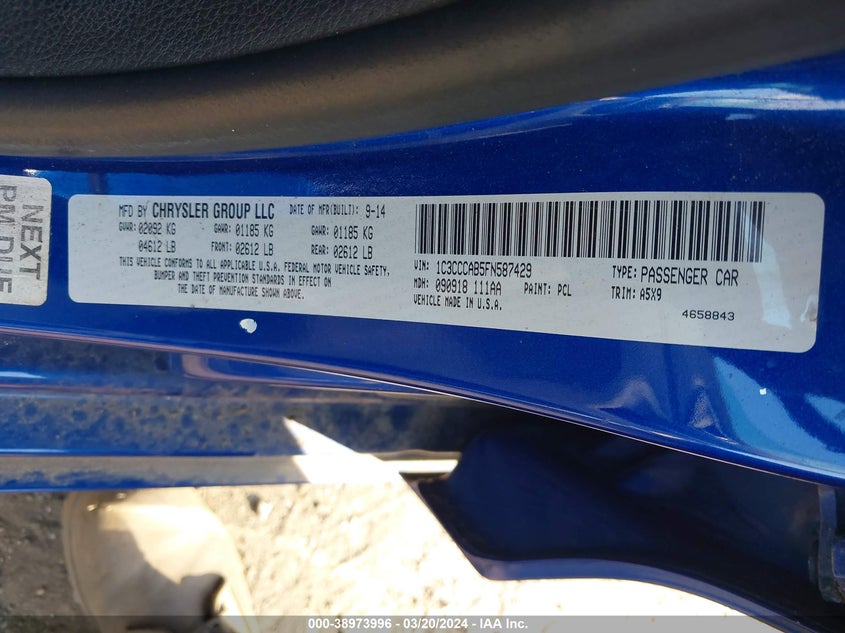 NEXT
PM DUE
MFD BY CHRYSLER GROUP LLC DATE OF MFR(BUILT): 9-14
GVWR: 02092 KG GAWR: 01185 KG GAWR: 01185 KG
04612 LB FRONT: 02612 LB REAR: 02612 LB
THIS VEHICLE CONFORMS TO ALL APPLICABLE U.S.A. FEDERAL MOTOR VEHICLE SAFETY,
BUMPER AND THEFT PREVENTION STANDARDS IN EFFECT ON
THE DATE OF MANUFACTURE SHOWN ABOVE.
VIN: 1C3CCCAB5FN587429 TYPE: PASSENGER CAR
MDH: 090918 111AA PAINT: PCL TRIM: A5X9
VEHICLE MADE IN U.S.A.
4658843
000-38973996 - 03/20/2024 - IAA Inc.